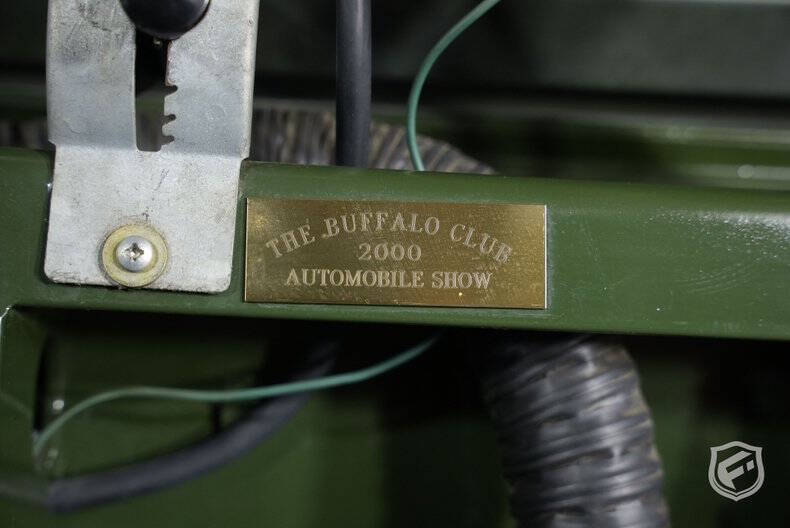 THE BUFFALO CLUB
2000
AUTOMOBILE SHOW